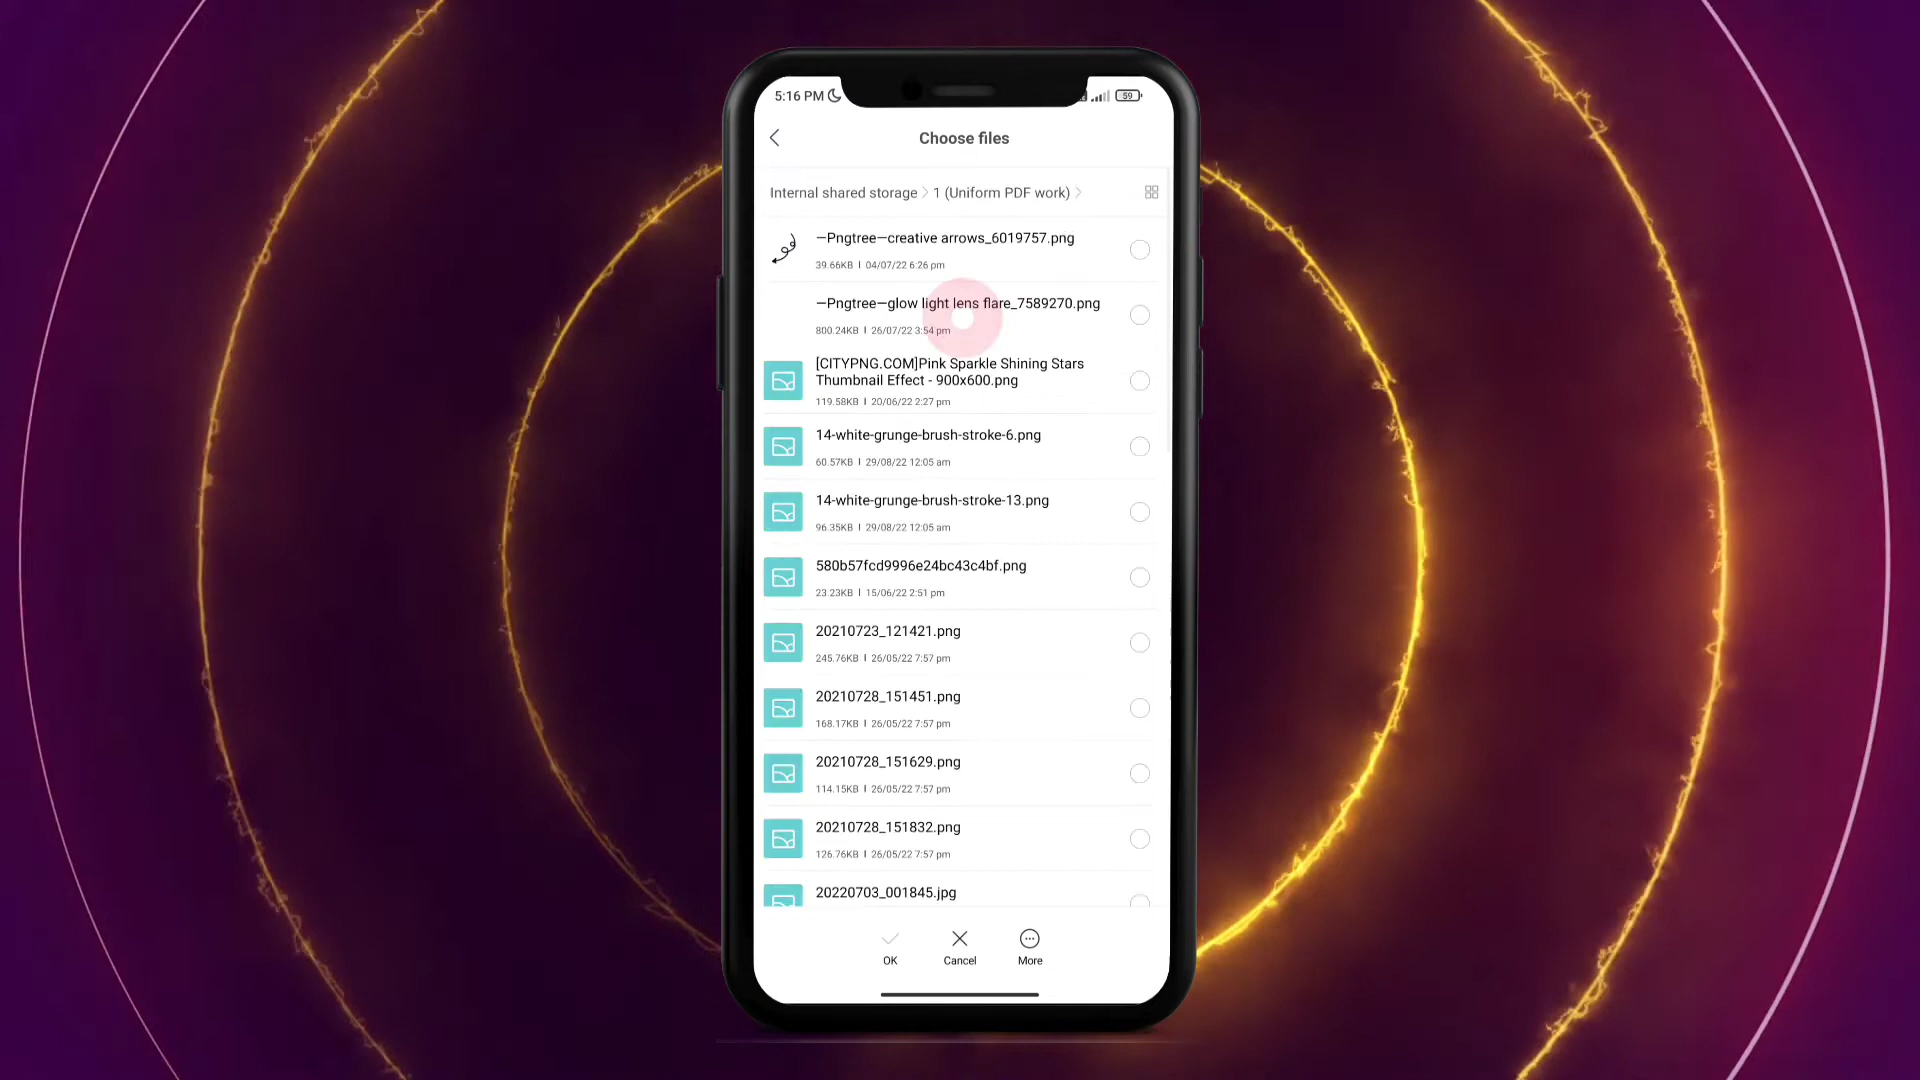 5:16 PM
59
Choose files
Internal shared storage
1 (Uniform PDF work)
—Pngtree—creative arrows_6019757.png
39.66KB | 04/07/22 6:26 pm
—Pngtree—glow light lens flare_7589270.png
800.24KB | 26/07/22 3:54 pm
[CITYPNG.COM]Pink Sparkle Shining Stars
Thumbnail Effect - 900x600.png
119.58KB | 20/06/22 2:27 pm
14-white-grunge-brush-stroke-6.png
60.57KB | 29/08/22 12:05 am
14-white-grunge-brush-stroke-13.png
96.35KB | 29/08/22 12:05 am
580b57fcd9996e24bc43c4bf.png
23.23KB | 15/06/22 2:51 pm
20210723_121421.png
245.76KB | 26/05/22 7:57 pm
20210728_151451.png
168.17KB | 26/05/22 7:57 pm
20210728_151629.png
114.15KB | 26/05/22 7:57 pm
20210728_151832.png
126.76KB | 26/05/22 7:57 pm
20220703_001845.jpg
OK
Cancel
More